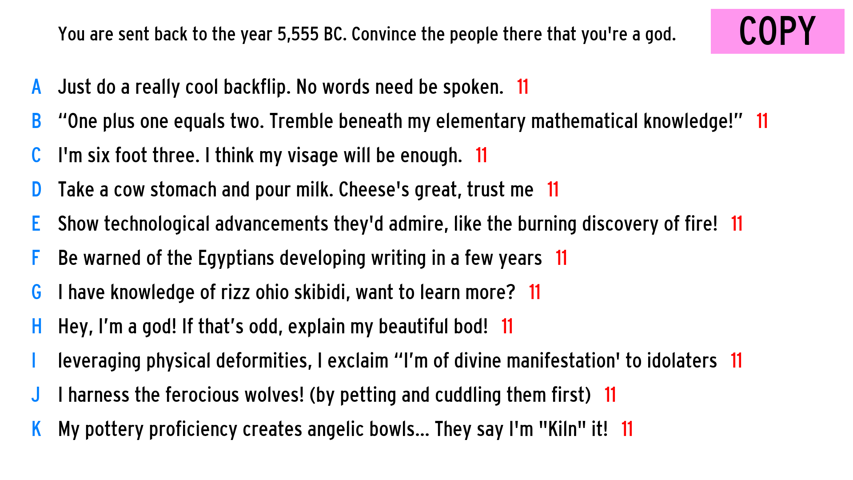 You are sent back to the year 5,555 BC. Convince the people there that you're a god.
COPY
A Just do a really cool backflip. No words need be spoken. 11
B “One plus one equals two. Tremble beneath my elementary mathematical knowledge!” 11
C I'm six foot three. I think my visage will be enough. 11
D Take a cow stomach and pour milk. Cheese's great, trust me 11
E Show technological advancements they'd admire, like the burning discovery of fire! 11
F Be warned of the Egyptians developing writing in a few years 11
G I have knowledge of rizz ohio skibidi, want to learn more? 11
H Hey, I’m a god! If that’s odd, explain my beautiful bod! 11
I leveraging physical deformities, I exclaim “I’m of divine manifestation' to idolaters 11
J I harness the ferocious wolves! (by petting and cuddling them first) 11
K My pottery proficiency creates angelic bowls... They say I'm "Kiln" it! 11